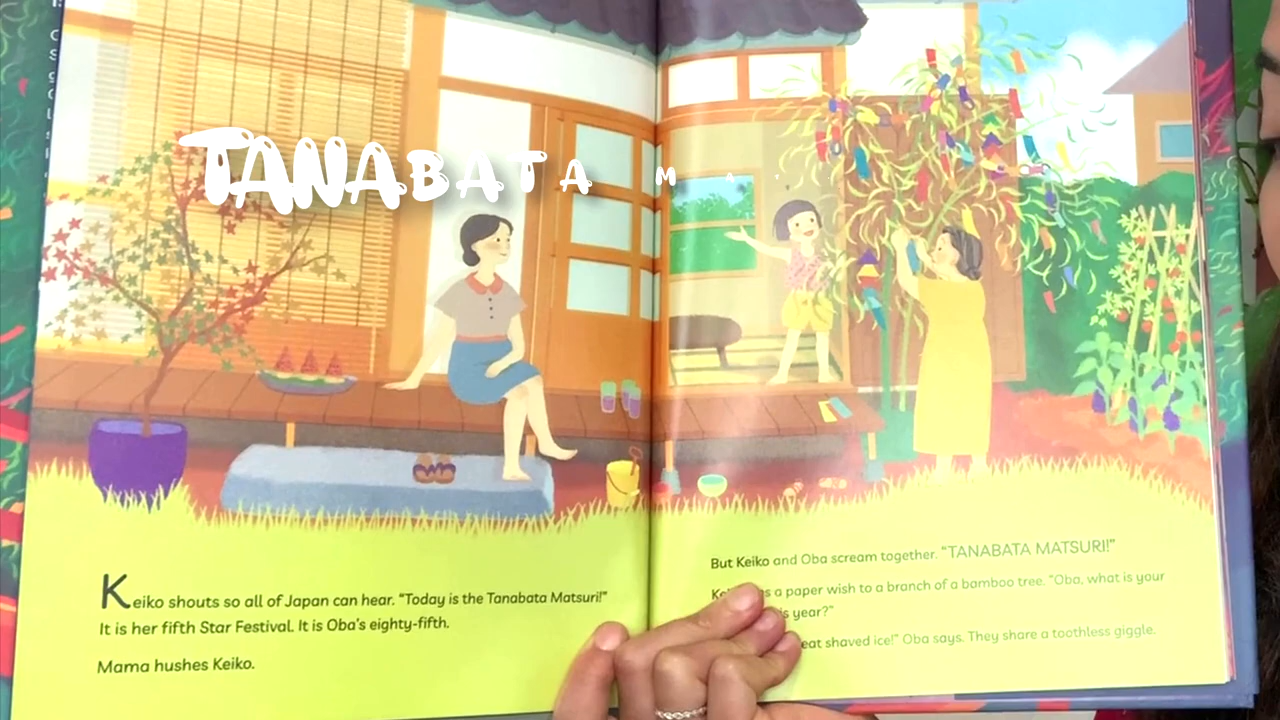 TANABATA MAT
Keiko shouts so all of Japan can hear. “Today is the Tanabata Matsuri!”
It is her fifth Star Festival. It is Oba’s eighty-fifth.
Mama hushes Keiko.
But Keiko and Oba scream together. “TANABATA MATSURI!”
a paper wish to a branch of a bamboo tree. “Oba, what is your
year?”
eat shaved ice!” Oba says. They share a toothless giggle.